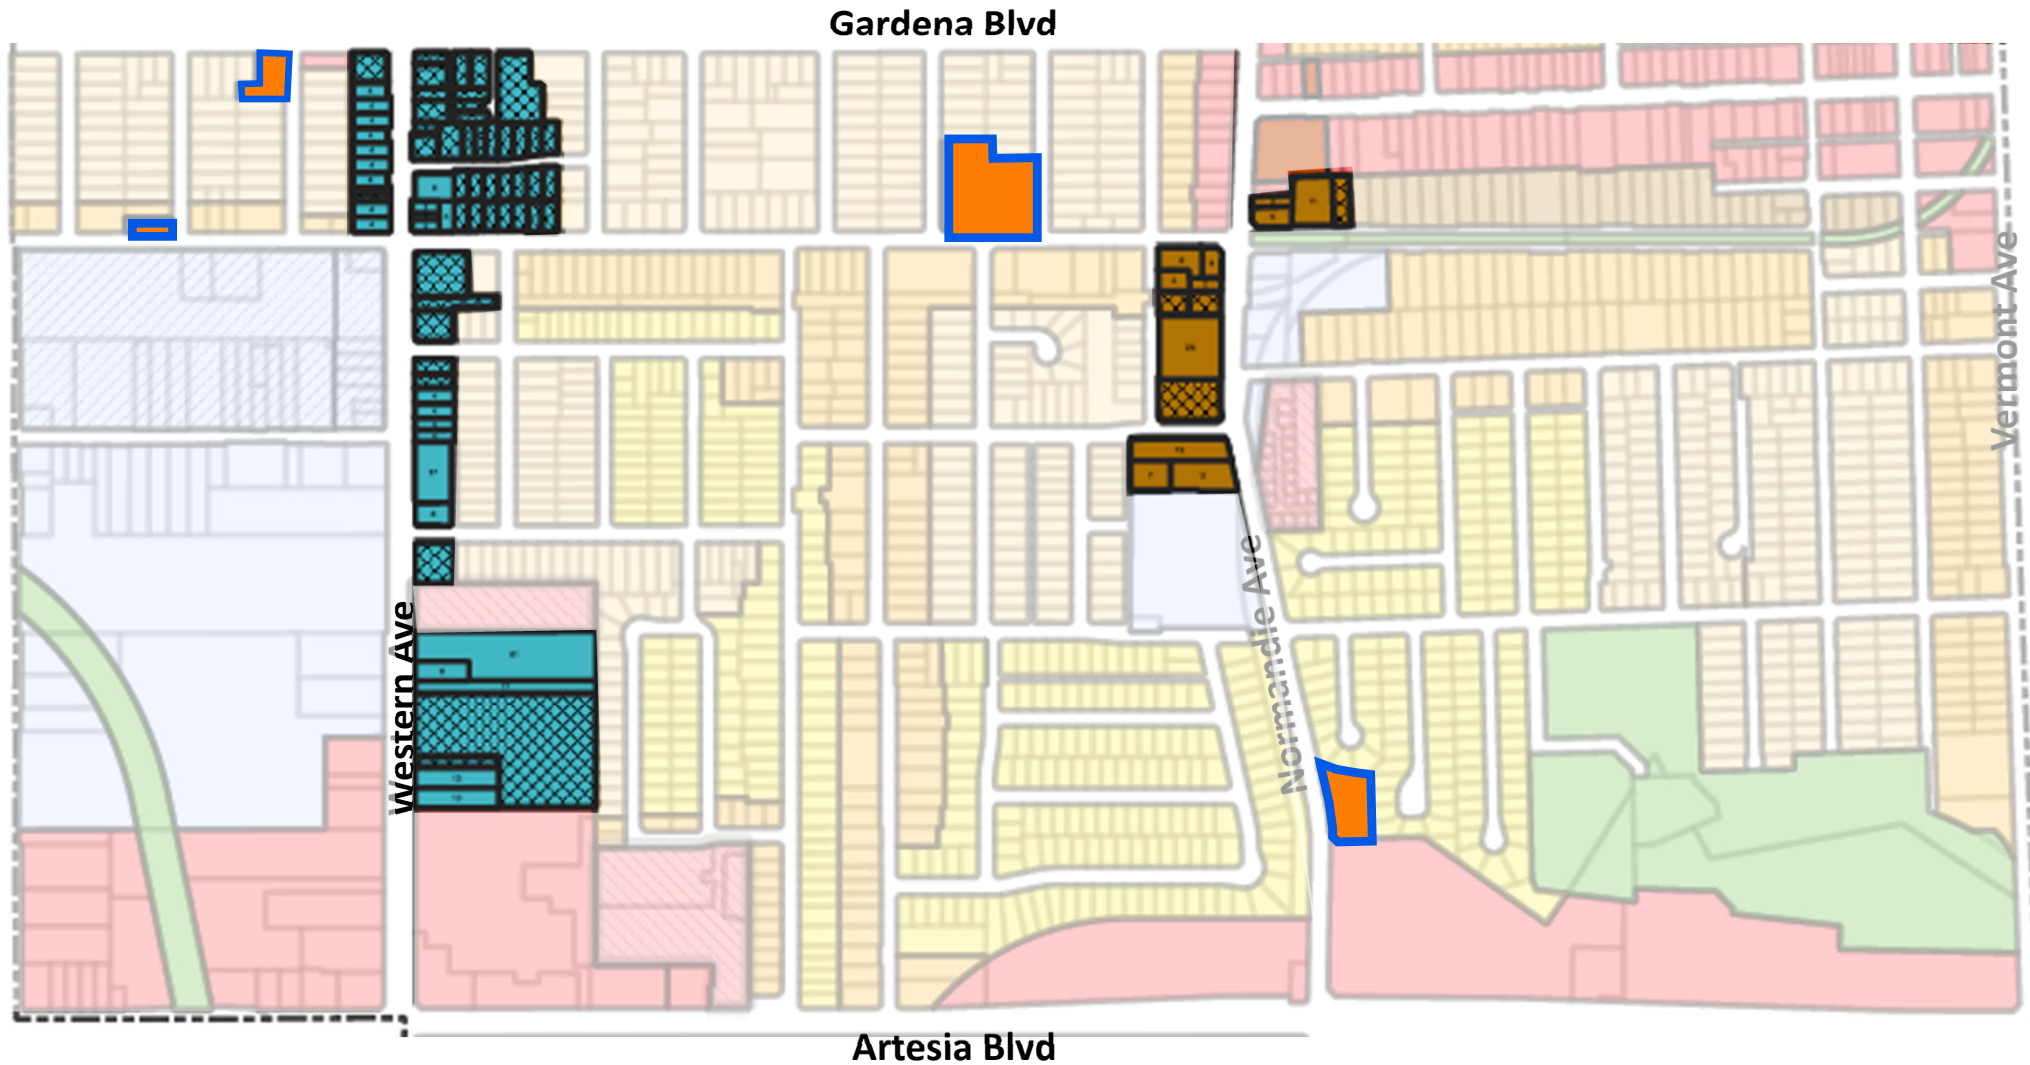 Gardena Blvd
Vermont Ave
Western Ave
Normandie Ave
Artesia Blvd